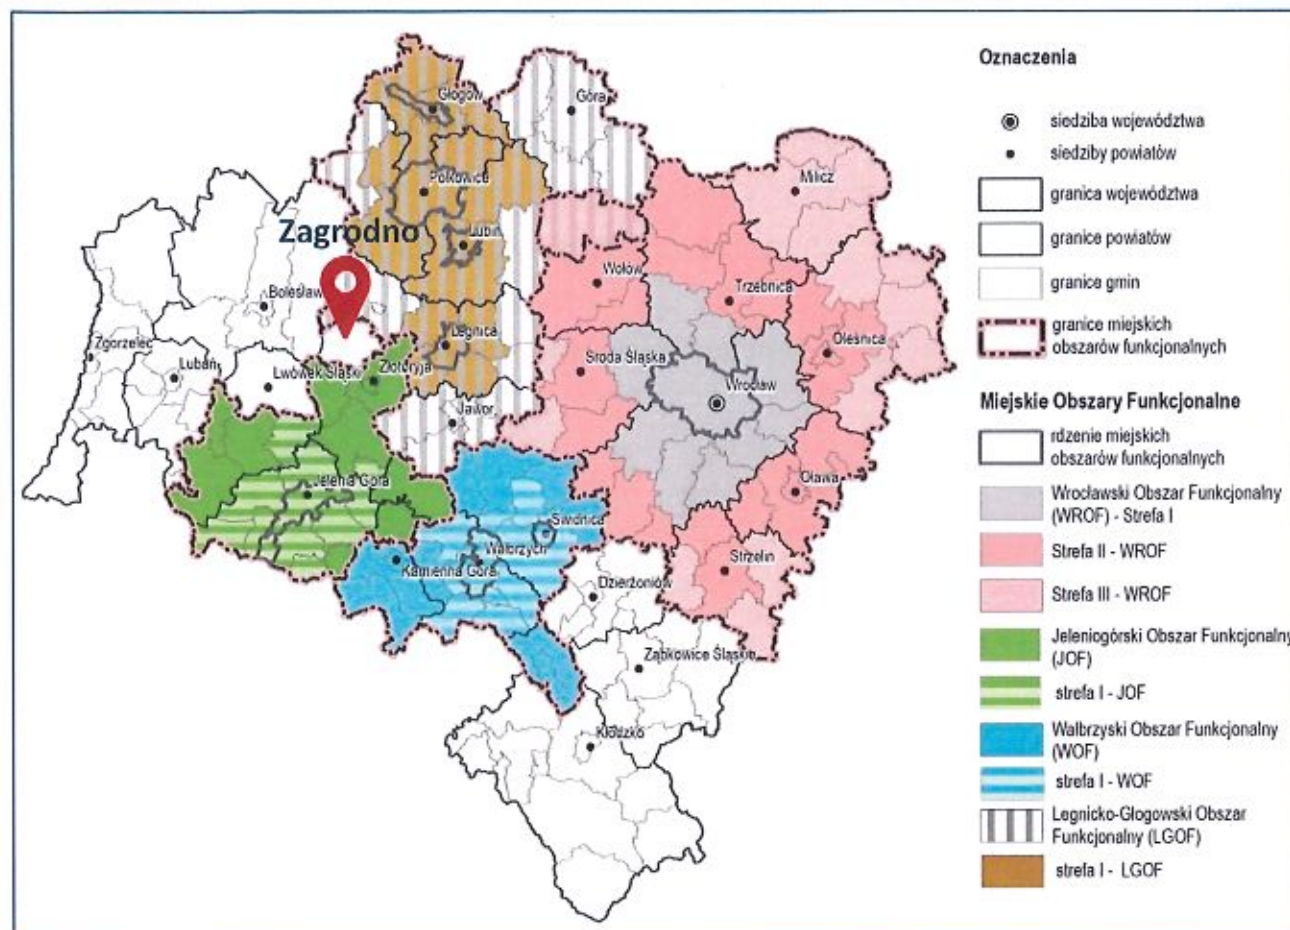 Głogów
Góra
Polkowice
Milicz
Zagrodno
Lubin
Wołów
Bolesław
Trzebnica
Legnica
Oleśnica
Zgorzelec
Lubań
Lwówek Śląski
Złotoryja
Środa Śląska
Wrocław
Jawor
Jelenia Góra
Oława
Świdnica
Wałbrzych
Kamienna Góra
Strzelin
Dzierżoniów
Ząbkowice Śląskie
Kłodzko
Oznaczenia
siedziba województwa
siedziby powiatów
granica województwa
granice powiatów
granice gmin
granice miejskich
obszarów funkcjonalnych
Miejskie Obszary Funkcjonalne
rdzenie miejskich
obszarów funkcjonalnych
Wrocławski Obszar Funkcjonalny
(WROF) - Strefa I
Strefa II - WROF
Strefa III - WROF
Jeleniogórski Obszar Funkcjonalny
(JOF)
strefa I - JOF
Wałbrzyski Obszar Funkcjonalny
(WOF)
strefa I - WOF
Legnicko-Głogowski Obszar
Funkcjonalny (LGOF)
strefa I - LGOF